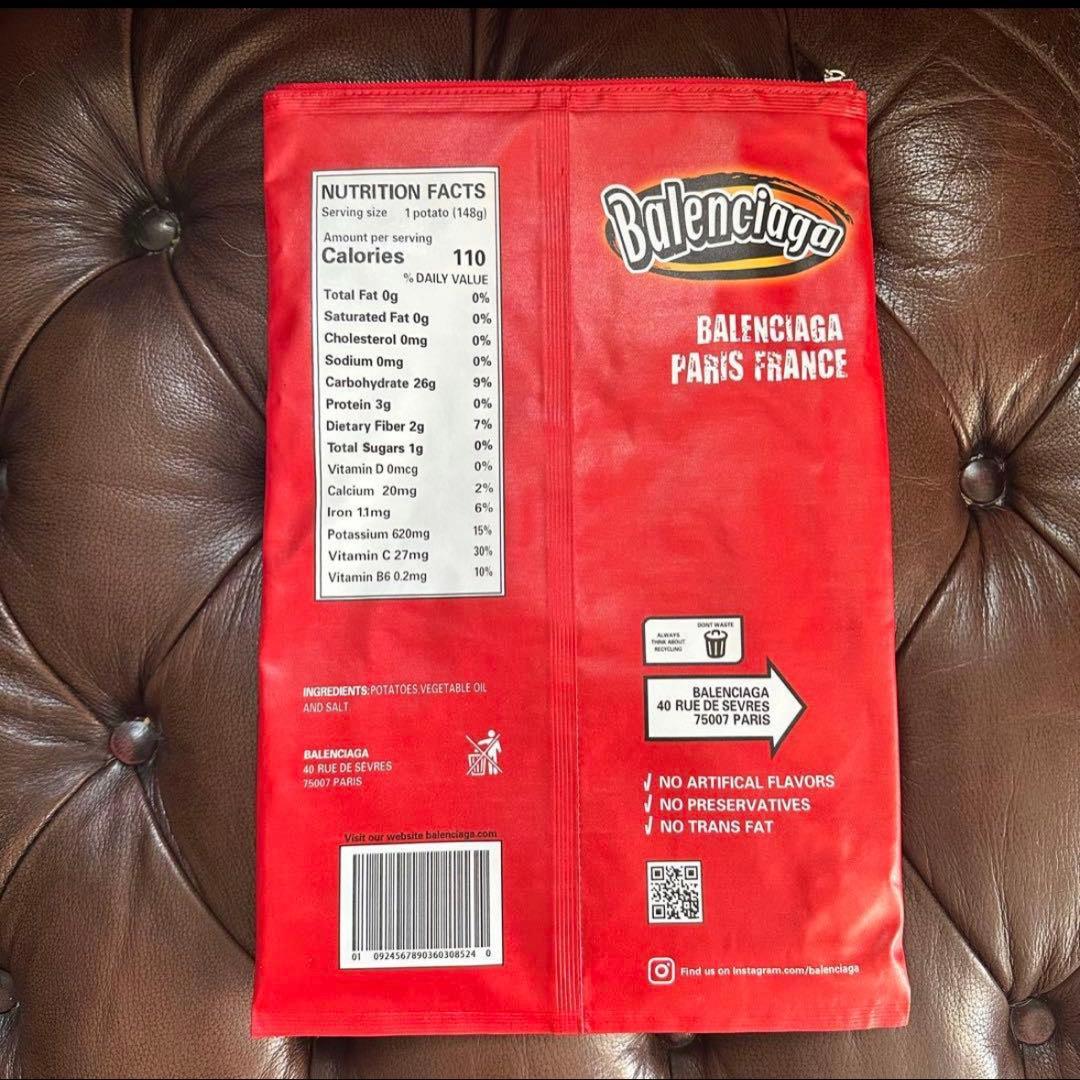 NUTRITION FACTS
Serving size 1 potato (148g)
Amount per serving
Calories 110
% DAILY VALUE
Total Fat 0g 0%
Saturated Fat 0g 0%
Cholesterol 0mg 0%
Sodium 0mg 0%
Carbohydrate 26g 9%
Protein 3g 0%
Dietary Fiber 2g 7%
Total Sugars 1g 0%
Vitamin D 0mcg 0%
Calcium 20mg 2%
Iron 1.1mg 6%
Potassium 620mg 15%
Vitamin C 27mg 30%
Vitamin B6 0.2mg 10%
INGREDIENTS:POTATOES,VEGETABLE OIL
AND SALT.
BALENCIAGA
40 RUE DE SÈVRES
75007 PARIS
Visit our website balenciaga.com
01 0924567890360308524 0
Balenciaga
BALENCIAGA
PARIS FRANCE
DONT WASTE
ALWAYS
THINK ABOUT
RECYCLING
BALENCIAGA
40 RUE DE SEVRES
75007 PARIS
NO ARTIFICAL FLAVORS
NO PRESERVATIVES
NO TRANS FAT
Find us on Instagram.com/balenciaga